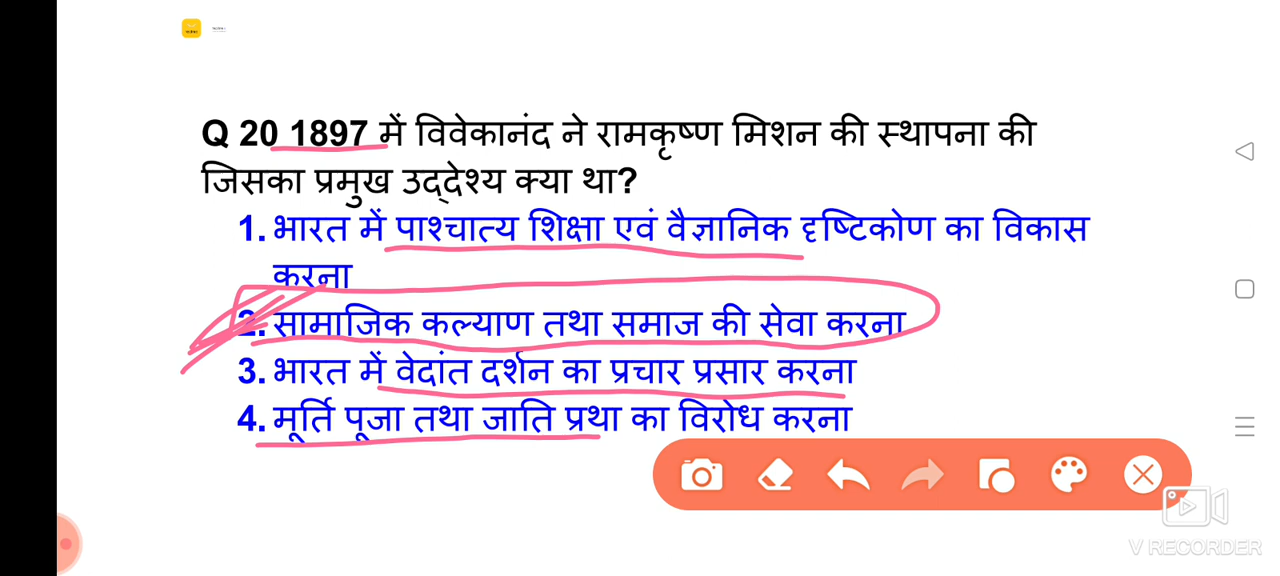 Q 20 1897 में विवेकानंद ने रामकृष्ण मिशन की स्थापना की
जिसका प्रमुख उद्देश्य क्या था?
1. भारत में पाश्चात्य शिक्षा एवं वैज्ञानिक दृष्टिकोण का विकास
करना
2. सामाजिक कल्याण तथा समाज की सेवा करना
3. भारत में वेदांत दर्शन का प्रचार प्रसार करना
4. मूर्ति पूजा तथा जाति प्रथा का विरोध करना
V RECORDER